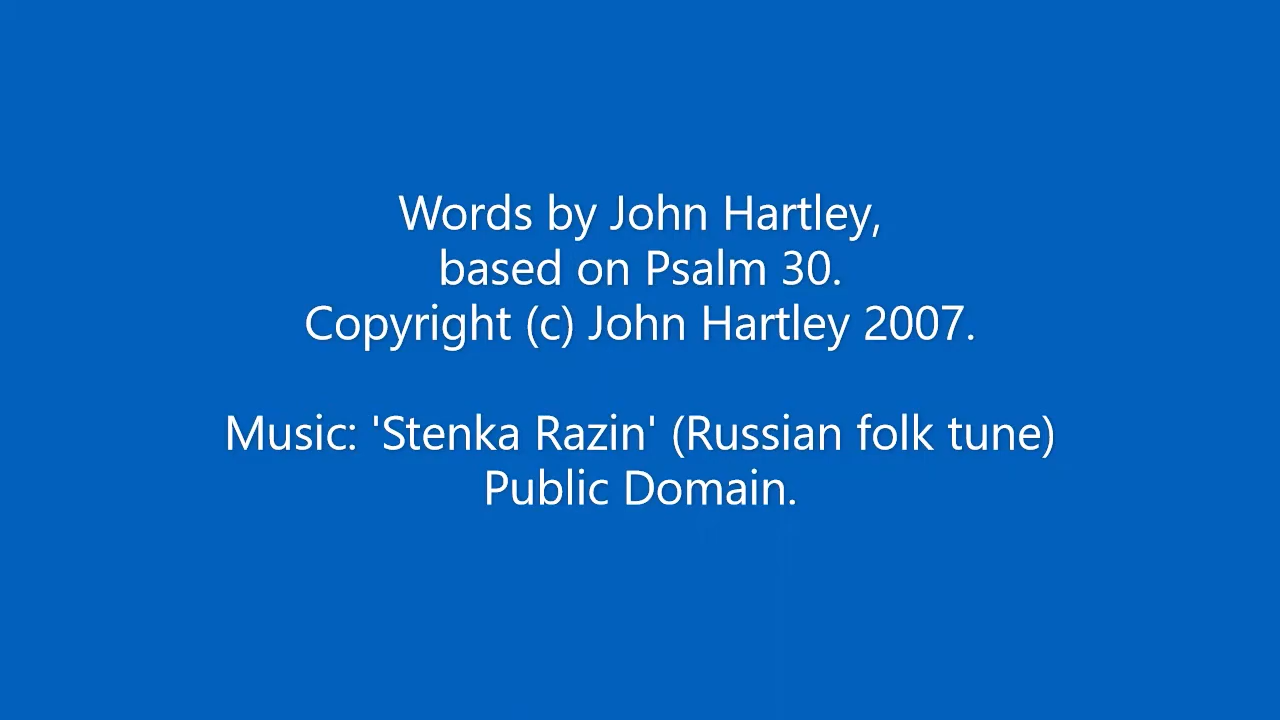 Words by John Hartley,
based on Psalm 30.
Copyright (c) John Hartley 2007.
Music: 'Stenka Razin' (Russian folk tune)
Public Domain.